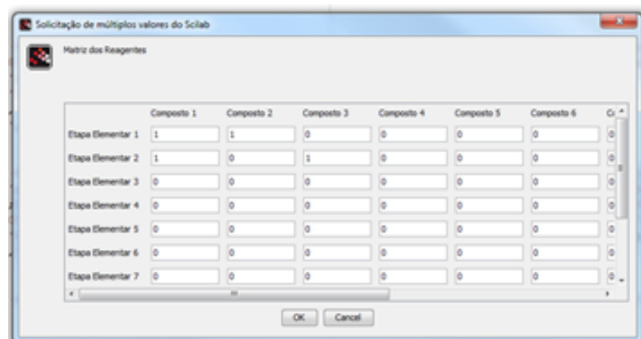 Solicitação de múltiplos valores do Scilab
Matriz dos Reagentes
Composto 1 Composto 2 Composto 3 Composto 4 Composto 5 Composto 6
Etapa Elementar 1 1 1 0 0 0 0 0
Etapa Elementar 2 1 0 1 0 0 0 0
Etapa Elementar 3 0 0 0 0 0 0 0
Etapa Elementar 4 0 0 0 0 0 0 0
Etapa Elementar 5 0 0 0 0 0 0 0
Etapa Elementar 6 0 0 0 0 0 0 0
Etapa Elementar 7 0 0 0 0 0 0 0
OK Cancel